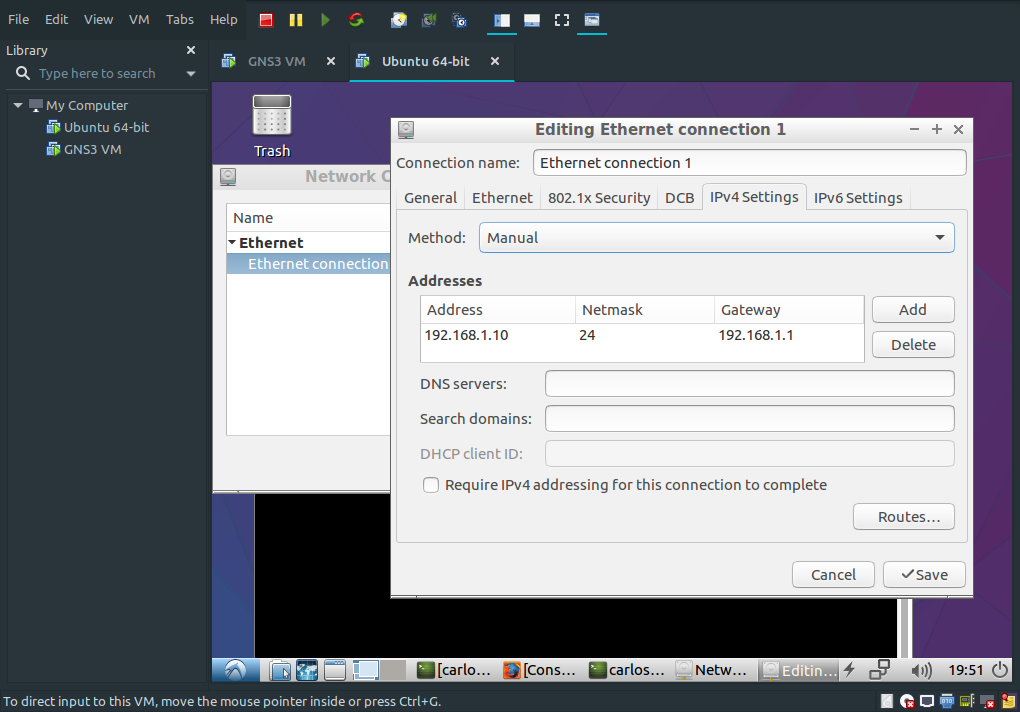 File Edit View VM Tabs Help
Library
Type here to search
GNS3 VM
Ubuntu 64-bit
My Computer
Ubuntu 64-bit
GNS3 VM
Trash
Network C
Name
Ethernet
Ethernet connection
Editing Ethernet connection 1
Connection name: Ethernet connection 1
General Ethernet 802.1x Security DCB IPv4 Settings IPv6 Settings
Method: Manual
Addresses
Address Netmask Gateway
192.168.1.10 24 192.168.1.1
Add
Delete
DNS servers:
Search domains:
DHCP client ID:
Require IPv4 addressing for this connection to complete
Routes...
Cancel Save
[carlo... [Cons... carlos... Netw... Editin... 19:51
To direct input to this VM, move the mouse pointer inside or press Ctrl+G.